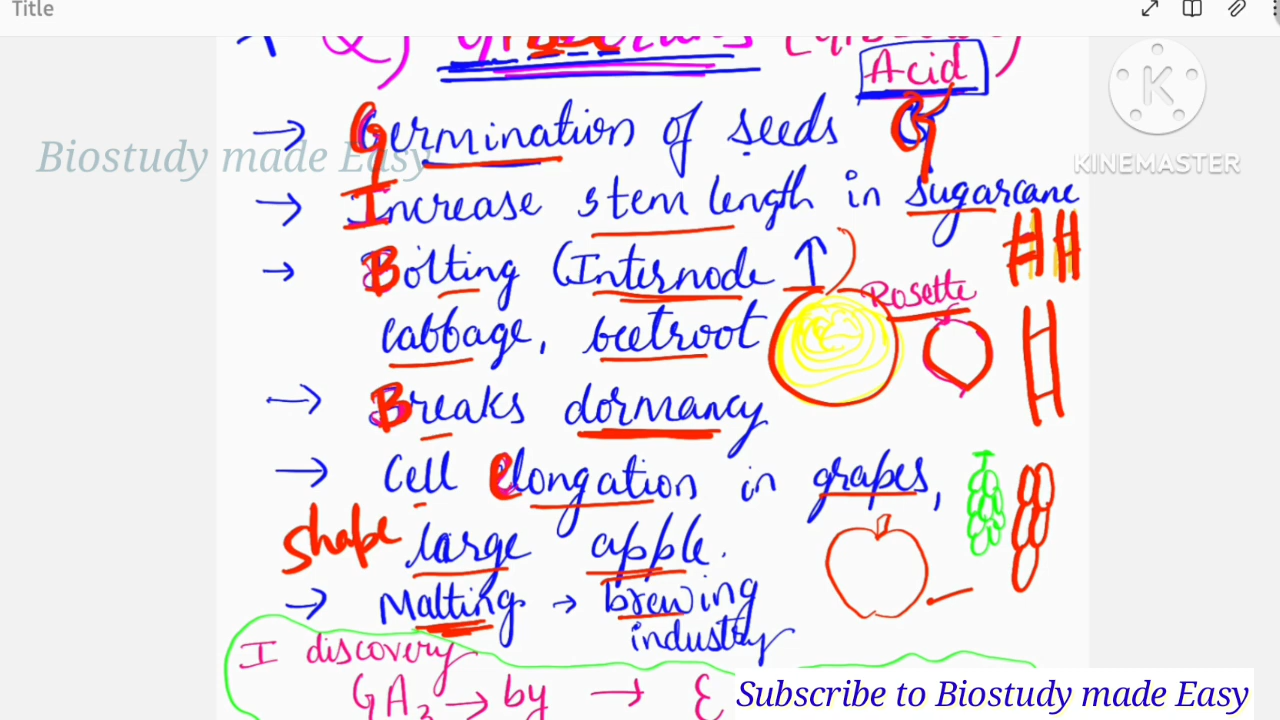 Title
Acid
→ Germination of seeds
Biostudy made Easy
KINEMASTER
→ Increase stem length in sugarcane
→ Bolting (Internode ↑)
Rosette
cabbage, beetroot
→ Breaks dormancy
→ Cell Elongation in grapes,
shape large apple.
→ Malting → brewing
industry
I discovery
GA3 → by →
Subscribe to Biostudy made Easy